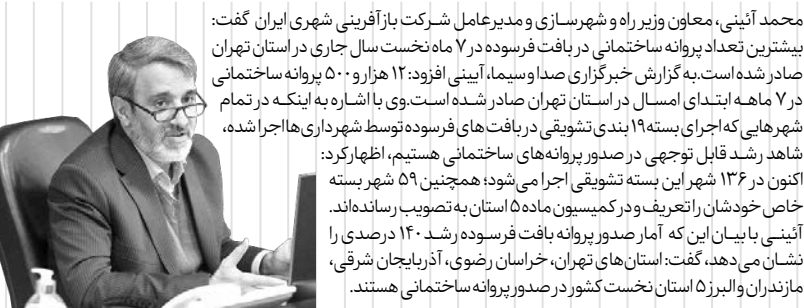 محمد آئینی، معاون وزیر راه و شهرسازی و مدیرعامل شرکت بازآفرینی شهری ایران گفت:
بیشترین تعداد پروانه ساختمانی در بافت فرسوده در ۷ ماه نخست سال جاری در استان تهران
صادر شده است.به گزارش خبرگزاری صداوسیما، آیینی افزود: ۱۲ هزار و ۵۰۰ پروانه ساختمانی
در ۷ ماهه ابتدای امسال در استان تهران صادر شده است.وی با اشاره به اینکه در تمام
شهرهایی که اجرای بسته ۱۹ بندی تشویقی در بافت های فرسوده توسط شهرداری ها اجرا شده،
شاهد رشد قابل توجهی در صدور پروانه‌های ساختمانی هستیم، اظهار کرد:
اکنون در ۱۳۶ شهر این بسته تشویقی اجرا می‌شود؛ همچنین ۵۹ شهر بسته
خاص خودشان را تعریف و در کمیسیون ماده ۵ استان به تصویب رسانده‌اند.
آئینی با بیان این که آمار صدور پروانه بافت فرسوده رشد ۱۴۰ درصدی را
نشان می‌دهد، گفت: استان‌های تهران، خراسان رضوی، آذربایجان شرقی،
مازندران و البرز ۵ استان نخست کشور در صدور پروانه ساختمانی هستند.